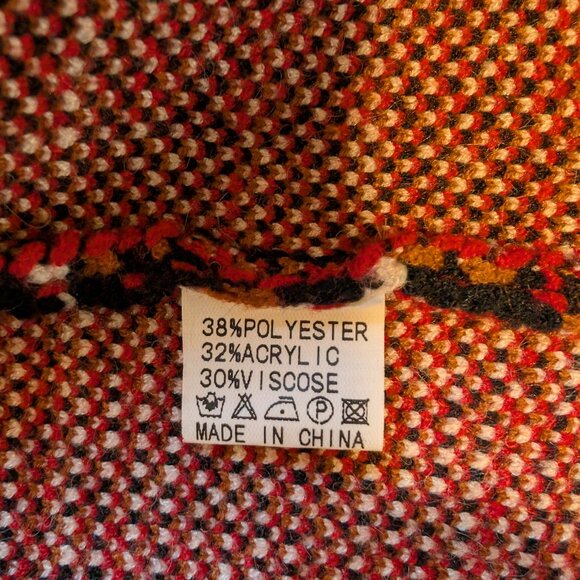 38%POLYESTER
32%ACRYLIC
30%VISCOSE
MADE IN CHINA